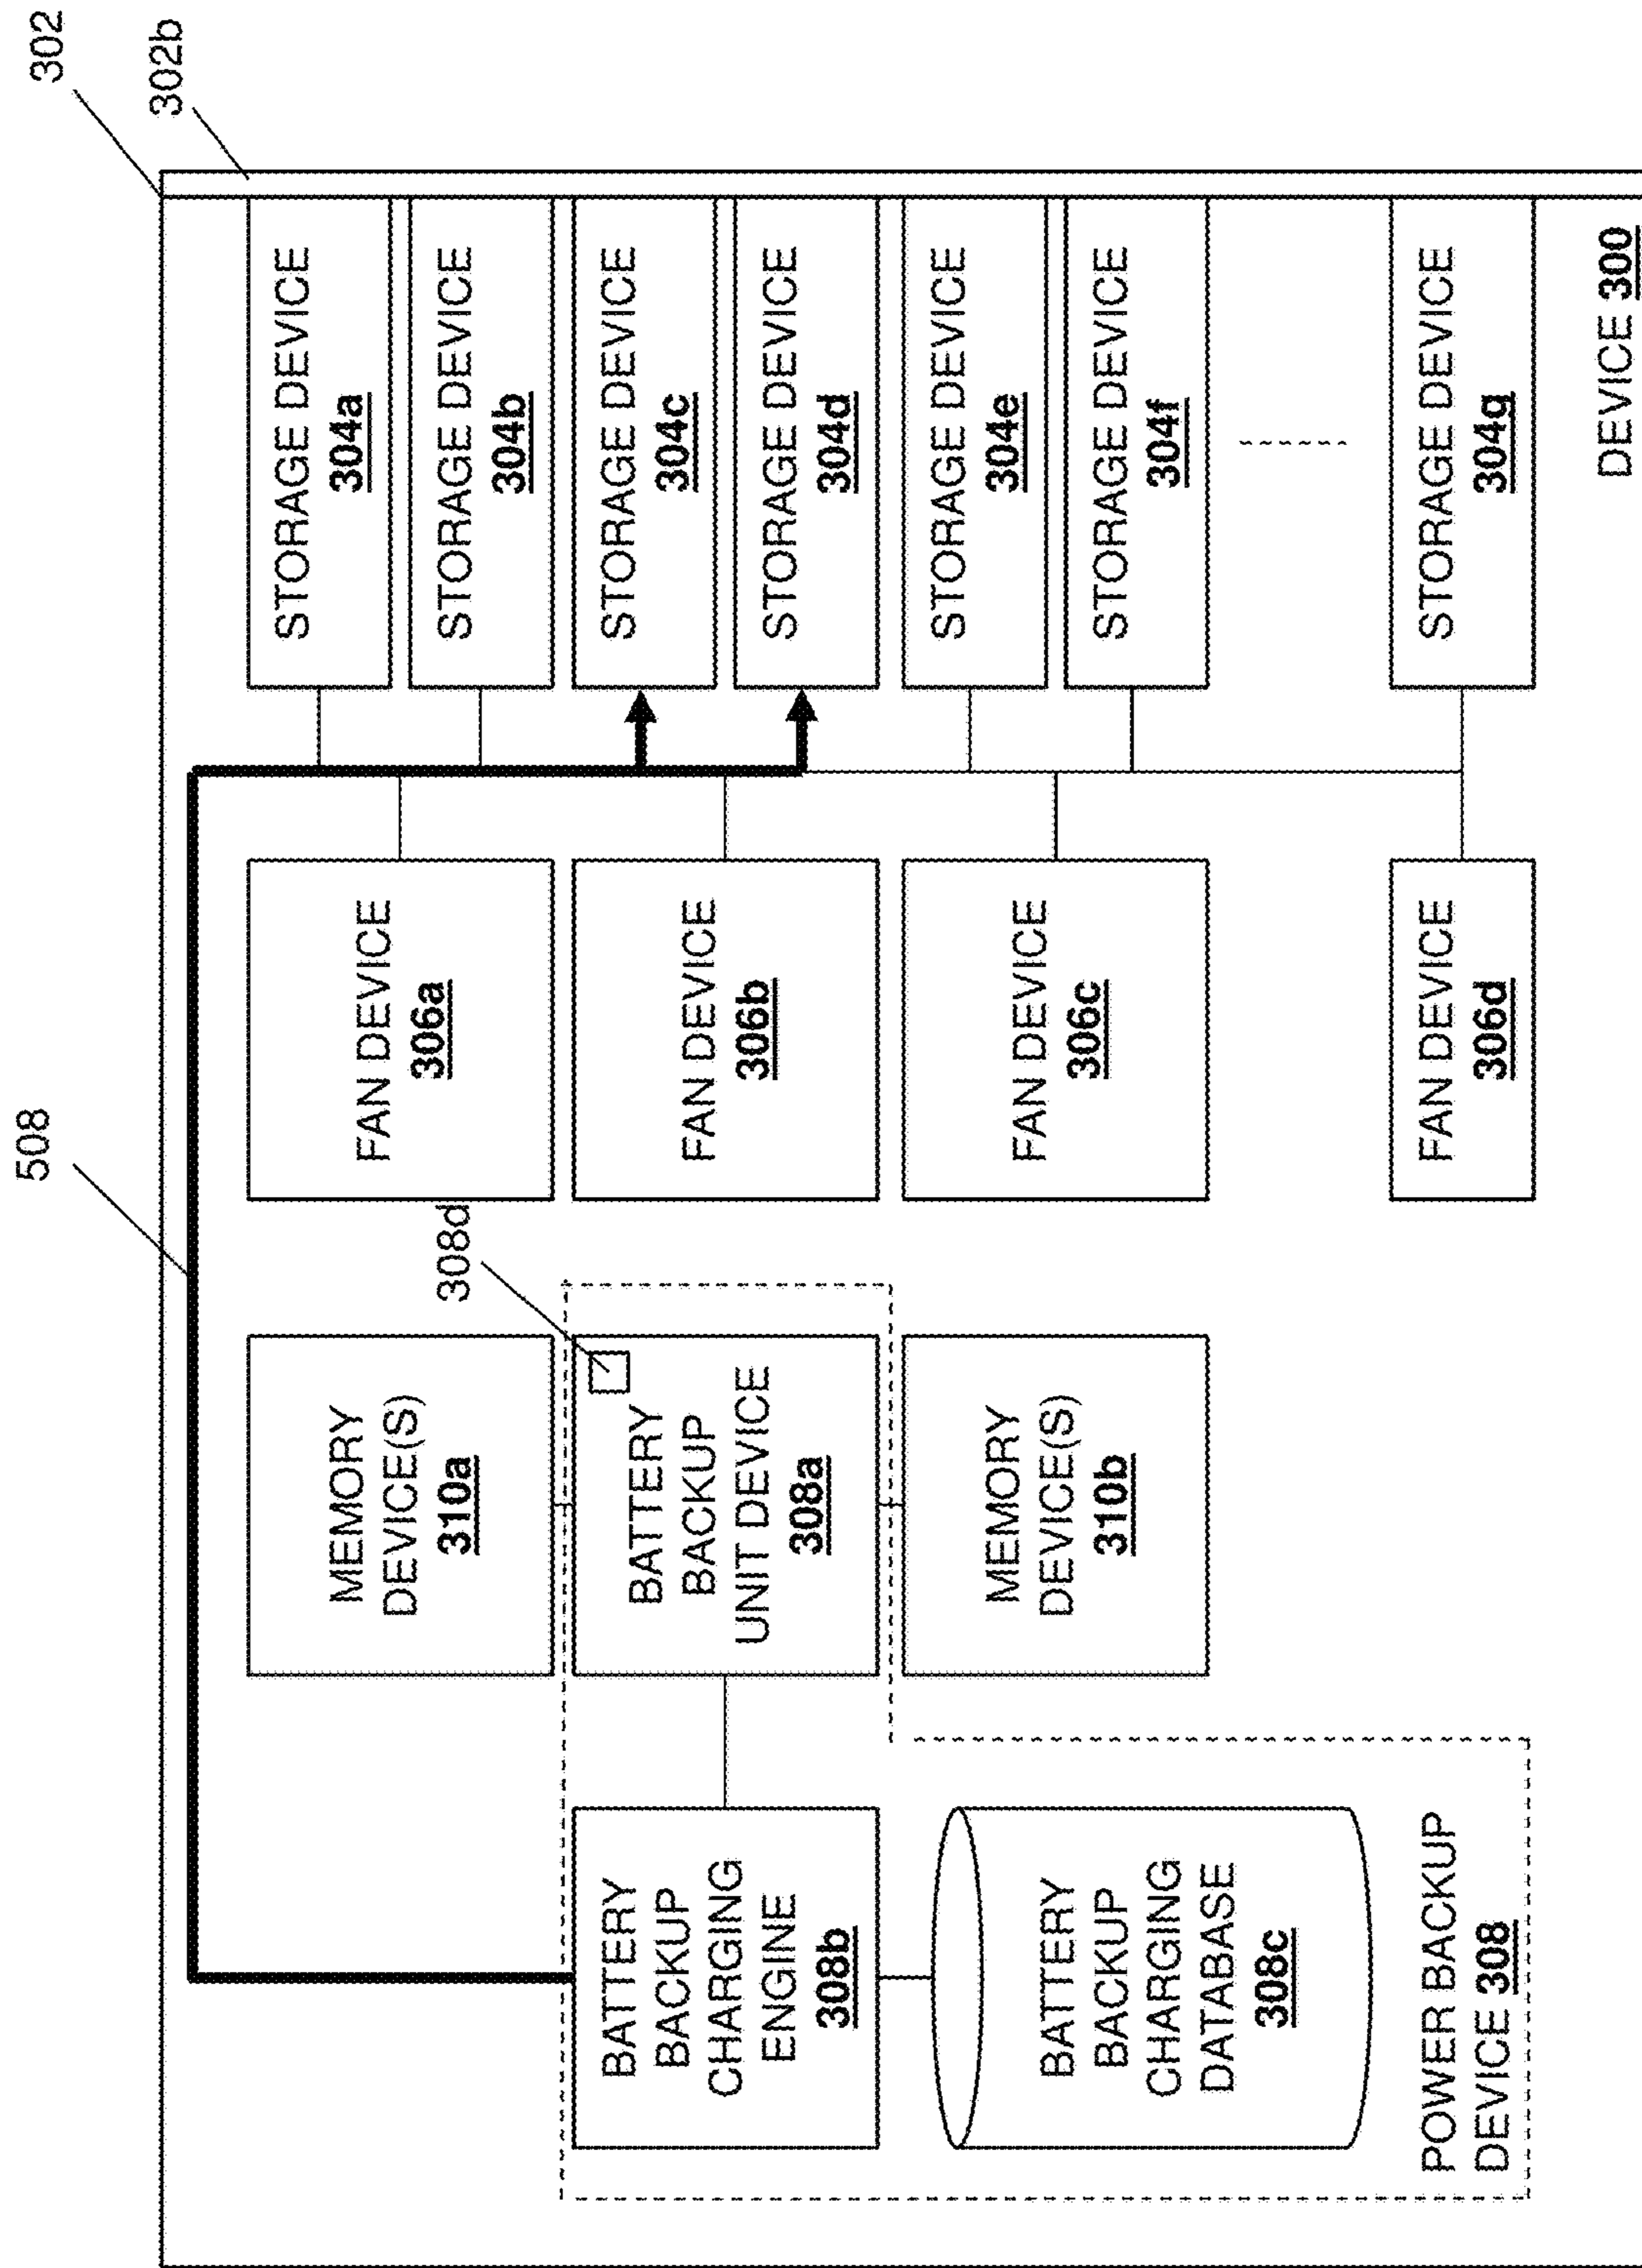 508
302
302b
MEMORY
DEVICE(S)
310a
FAN DEVICE
306a
STORAGE DEVICE
304a
STORAGE DEVICE
304b
308d
BATTERY
BACKUP
CHARGING
ENGINE
308b
BATTERY
BACKUP
UNIT DEVICE
308a
FAN DEVICE
306b
STORAGE DEVICE
304c
STORAGE DEVICE
304d
BATTERY
BACKUP
CHARGING
DATABASE
308c
MEMORY
DEVICE(S)
310b
FAN DEVICE
306c
STORAGE DEVICE
304e
STORAGE DEVICE
304f
POWER BACKUP
DEVICE 308
FAN DEVICE
306d
STORAGE DEVICE
304g
DEVICE 300